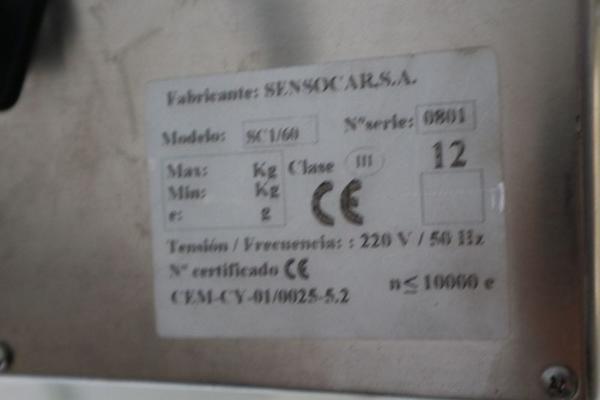 Fabricante: SENSOCAR,S.A.
Modelo: SC1/60 Nºserie: 0801
Max: Kg Clase III 12
Min: Kg CE
e: g
Tensión / Frecuencia: : 220 V / 50 Hz
Nº certificado CE
CEM-CY-01/0025-5.2 n≤ 10000 e